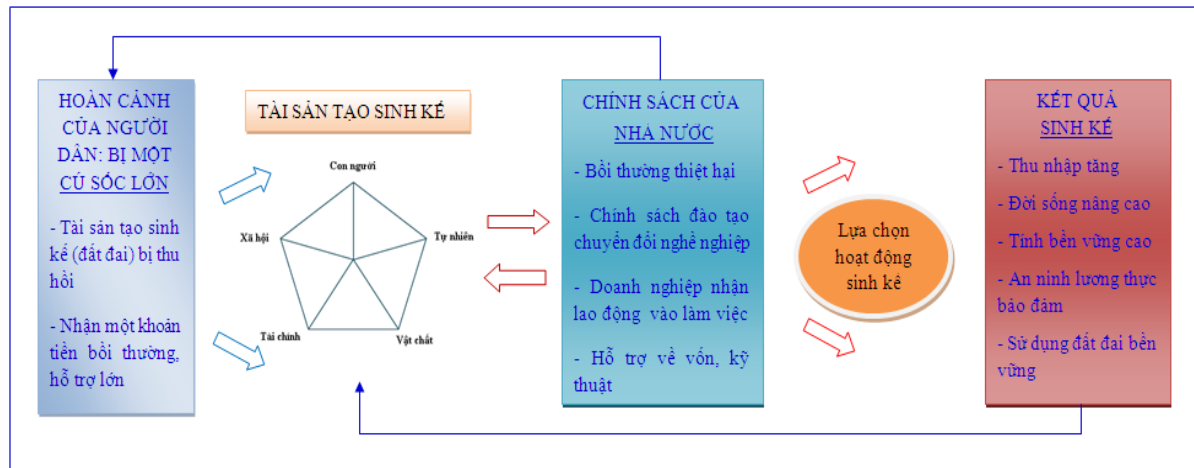 HOÀN CẢNH
CỦA NGƯỜI
DÂN: BỊ MỘT
CÚ SỐC LỚN
- Tài sản tạo sinh
kế (đất đai) bị thu
hồi
- Nhận một khoản
tiền bồi thường,
hỗ trợ lớn
TÀI SẢN TẠO SINH KẾ
Con người
Xã hội
Tự nhiên
Tài chính
Vật chất
CHÍNH SÁCH CỦA
NHÀ NƯỚC
- Bồi thường thiệt hại
- Chính sách đào tạo
chuyển đổi nghề nghiệp
- Doanh nghiệp nhận
lao động vào làm việc
- Hỗ trợ về vốn, kỹ
thuật
Lựa chọn
hoạt động
sinh kế
KẾT QUẢ
SINH KẾ
- Thu nhập tăng
- Đời sống nâng cao
- Tính bền vững cao
- An ninh lương thực
bảo đảm
- Sử dụng đất đai bền
vững